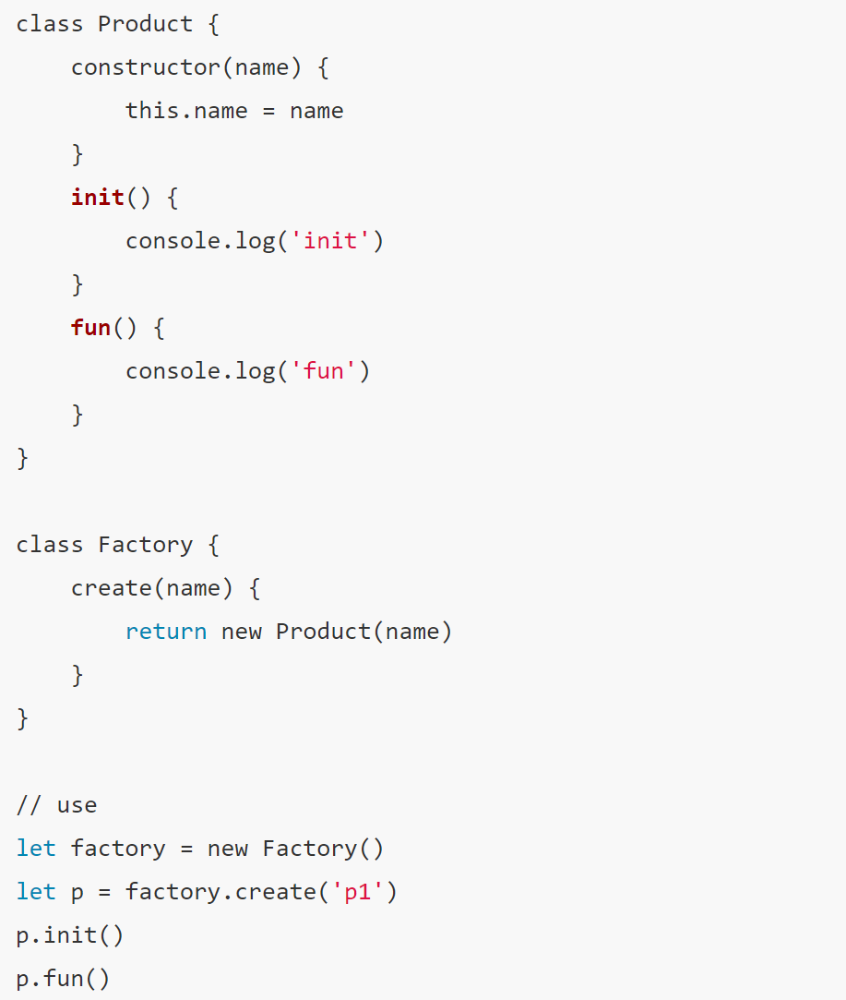 class Product {
    constructor(name) {
        this.name = name
    }
    init() {
        console.log('init')
    }
    fun() {
        console.log('fun')
    }
}

class Factory {
    create(name) {
        return new Product(name)
    }
}

// use
let factory = new Factory()
let p = factory.create('p1')
p.init()
p.fun()